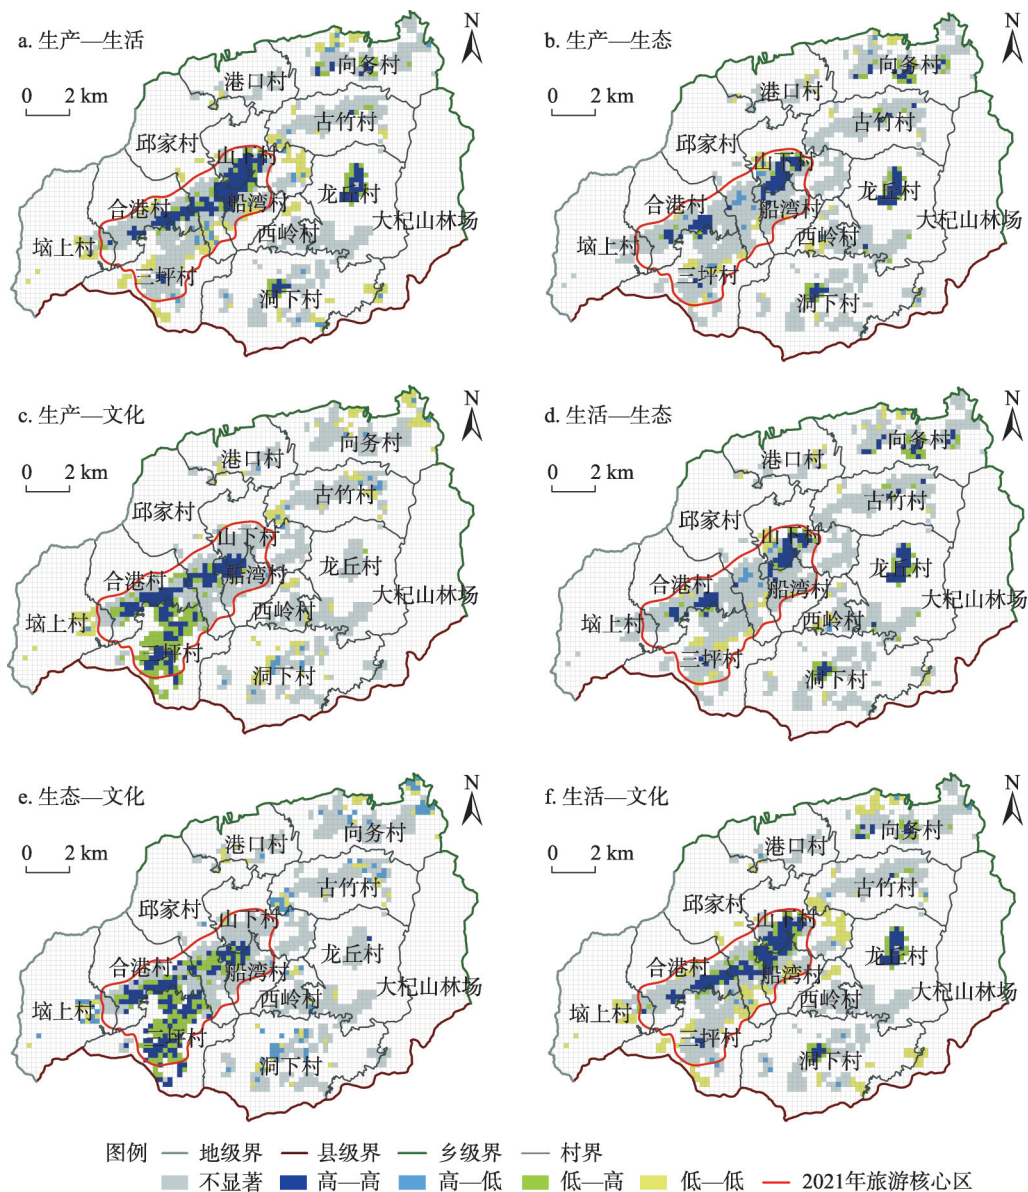 a. 生产—生活
N
0 2 km
向务村
港口村
古竹村
邱家村
山下村
龙丘村
合港村
船湾村
大杞山林场
垴上村
西岭村
三坪村
洞下村
b. 生产—生态
N
0 2 km
向务村
港口村
古竹村
邱家村
山下村
龙丘村
合港村
船湾村
大杞山林场
垴上村
西岭村
三坪村
洞下村
c. 生产—文化
N
0 2 km
向务村
港口村
古竹村
邱家村
山下村
龙丘村
合港村
船湾村
大杞山林场
垴上村
西岭村
三坪村
洞下村
d. 生活—生态
N
0 2 km
向务村
港口村
古竹村
邱家村
山下村
龙丘村
合港村
船湾村
大杞山林场
垴上村
西岭村
三坪村
洞下村
e. 生态—文化
N
0 2 km
向务村
港口村
古竹村
邱家村
山下村
龙丘村
合港村
船湾村
大杞山林场
垴上村
西岭村
三坪村
洞下村
f. 生活—文化
N
0 2 km
向务村
港口村
古竹村
邱家村
山下村
龙丘村
合港村
船湾村
大杞山林场
垴上村
西岭村
三坪村
洞下村
图例 地级界 县级界 乡级界 村界
不显著 高—高 高—低 低—高 低—低 2021年旅游核心区